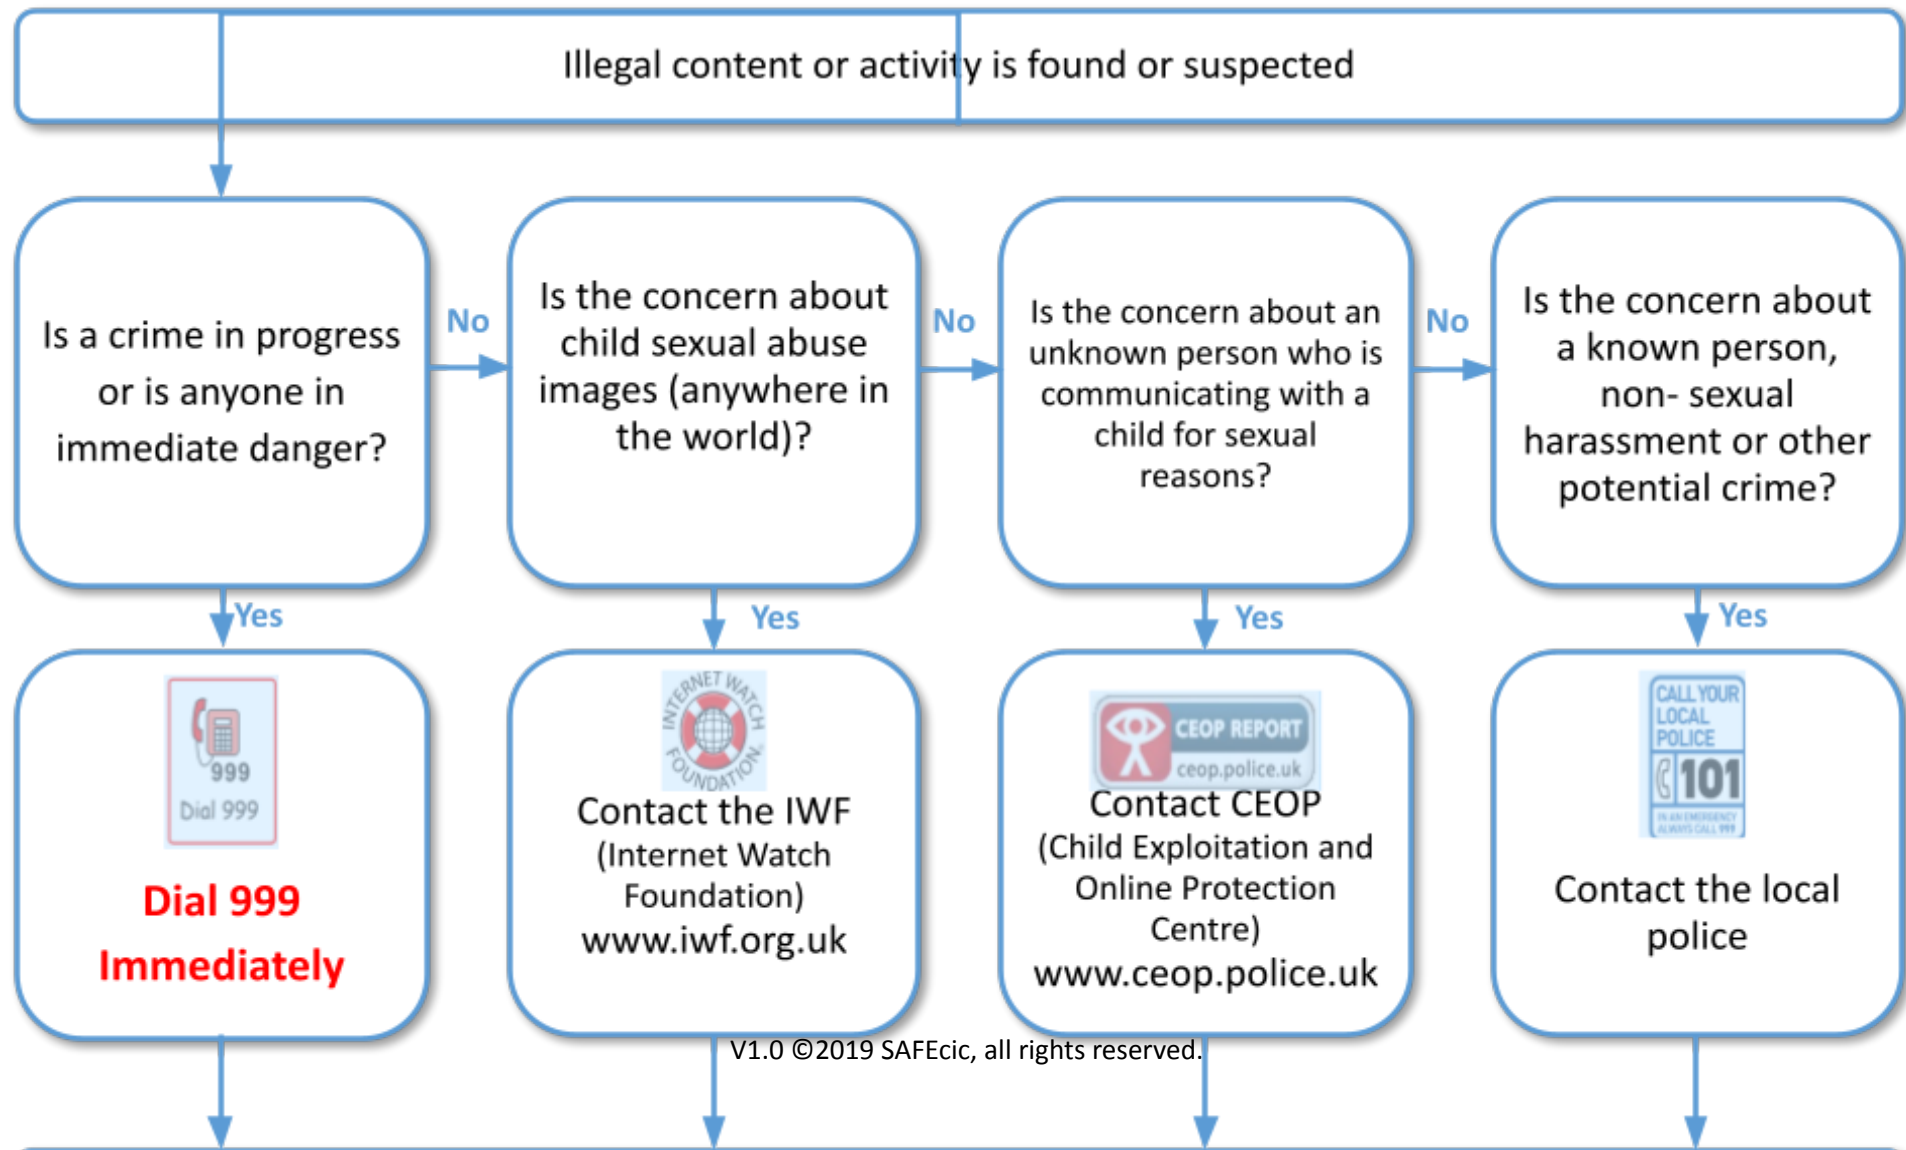 Illegal content or activity is found or suspected
Is a crime in progress
or is anyone in
immediate danger?
No
Is the concern about
child sexual abuse
images (anywhere in
the world)?
No
Is the concern about an
unknown person who is
communicating with a
child for sexual
reasons?
No
Is the concern about
a known person,
non- sexual
harassment or other
potential crime?
Yes
Yes
Yes
Yes
999
Dial 999
Dial 999
Immediately
INTERNET WATCH
FOUNDATION
Contact the IWF
(Internet Watch
Foundation)
www.iwf.org.uk
CEOP REPORT
ceop.police.uk
Contact CEOP
(Child Exploitation and
Online Protection
Centre)
www.ceop.police.uk
CALL YOUR
LOCAL
POLICE
101
IN AN EMERGENCY
ALWAYS CALL 999
Contact the local
police
V1.0 ©2019 SAFEcic, all rights reserved.